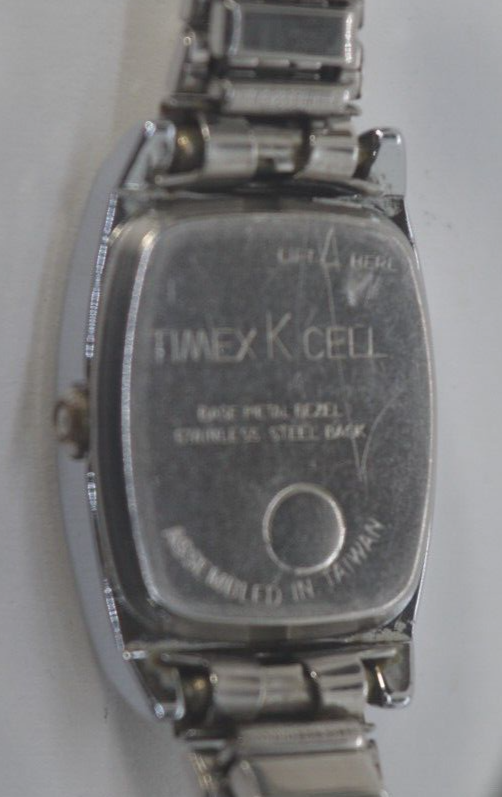 LIFT HERE
TIMEX K CELL
BASE METAL BEZEL
STAINLESS STEEL BACK
ASSEMBLED IN TAIWAN